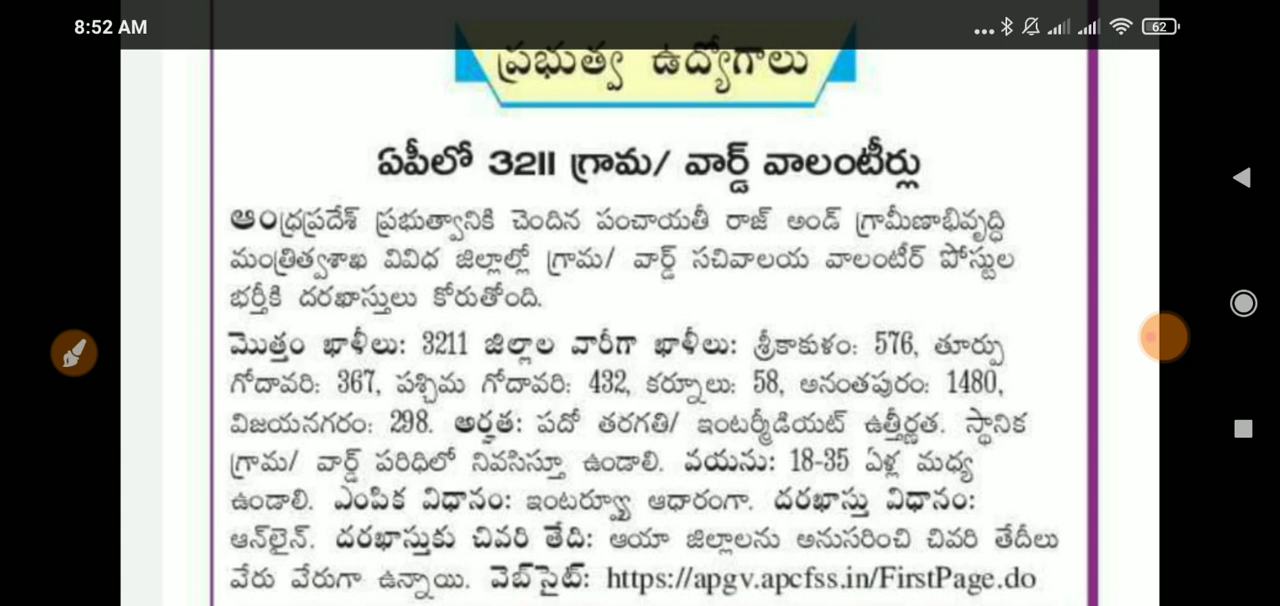 8:52 AM
62
ప్రభుత్వ ఉద్యోగాలు
ఏపీలో 3211 గ్రామ/ వార్డ్ వాలంటీర్లు
ఆంధ్రప్రదేశ్ ప్రభుత్వానికి చెందిన పంచాయతీ రాజ్ అండ్ గ్రామీణాభివృద్ధి
మంత్రిత్వశాఖ వివిధ జిల్లాల్లో గ్రామ/ వార్డ్ సచివాలయ వాలంటీర్ పోస్టుల
భర్తీకి దరఖాస్తులు కోరుతోంది.
మొత్తం ఖాళీలు: 3211 జిల్లాల వారీగా ఖాళీలు: శ్రీకాకుళం: 576, తూర్పు
గోదావరి: 367, పశ్చిమ గోదావరి: 432, కర్నూలు: 58, అనంతపురం: 1480,
విజయనగరం: 298. అర్హత: పదో తరగతి/ ఇంటర్మీడియట్ ఉత్తీర్ణత. స్థానిక
గ్రామ/ వార్డ్ పరిధిలో నివసిస్తూ ఉండాలి. వయసు: 18-35 ఏళ్ల మధ్య
ఉండాలి. ఎంపిక విధానం: ఇంటర్వ్యూ ఆధారంగా. దరఖాస్తు విధానం:
ఆన్‌లైన్. దరఖాస్తుకు చివరి తేది: ఆయా జిల్లాలను అనుసరించి చివరి తేదీలు
వేరు వేరుగా ఉన్నాయి. వెబ్‌సైట్: https://apgv.apcfss.in/FirstPage.do